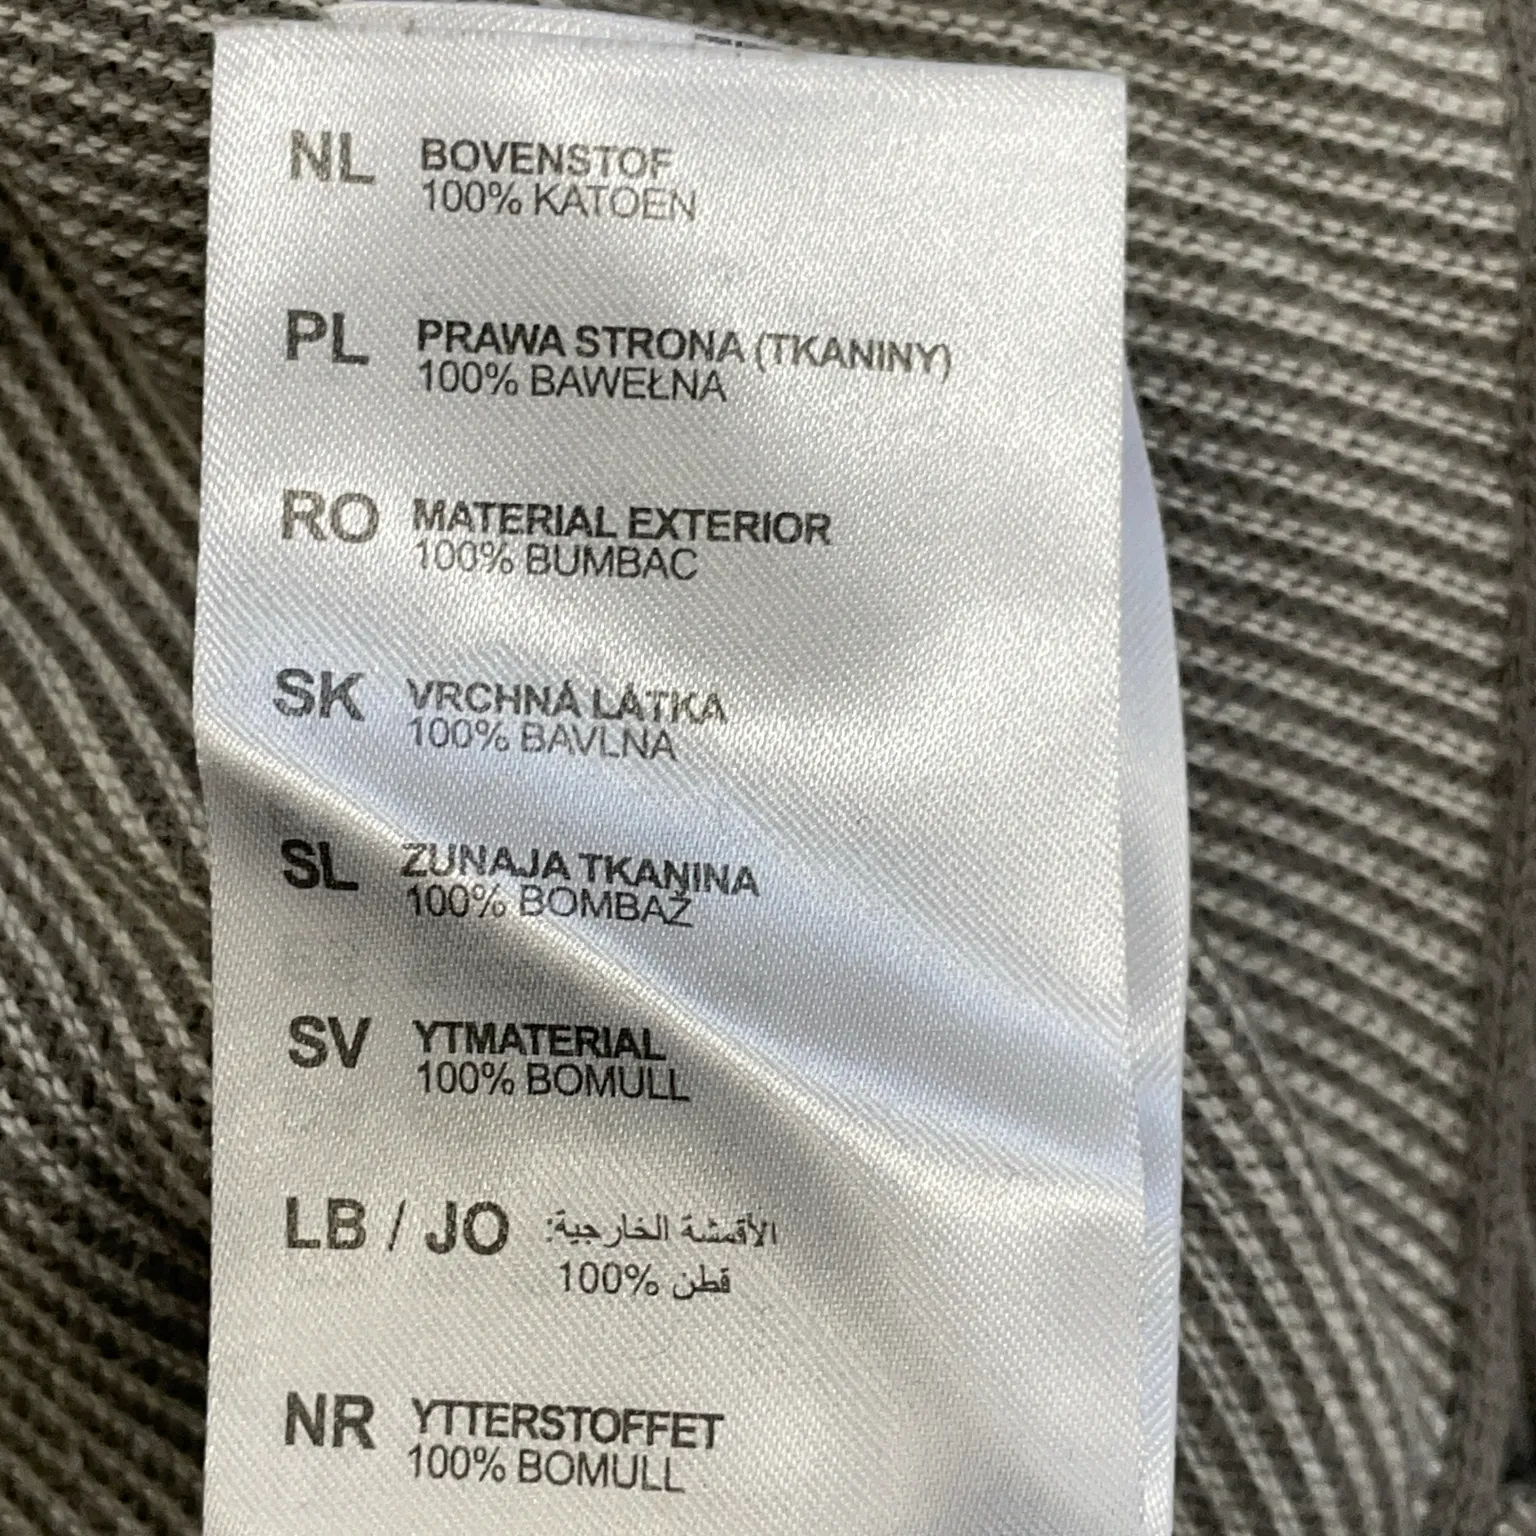 NL BOVENSTOF
100% KATOEN
PL PRAWA STRONA (TKANINY)
100% BAWEŁNA
RO MATERIAL EXTERIOR
100% BUMBAC
SK VRCHNÁ LÁTKA
100% BAVLNA
SL ZUNAJA TKANINA
100% BOMBAŽ
SV YTMATERIAL
100% BOMULL
LB / JO الأقمشة الخارجية:
100% قطن
NR YTTERSTOFFET
100% BOMULL